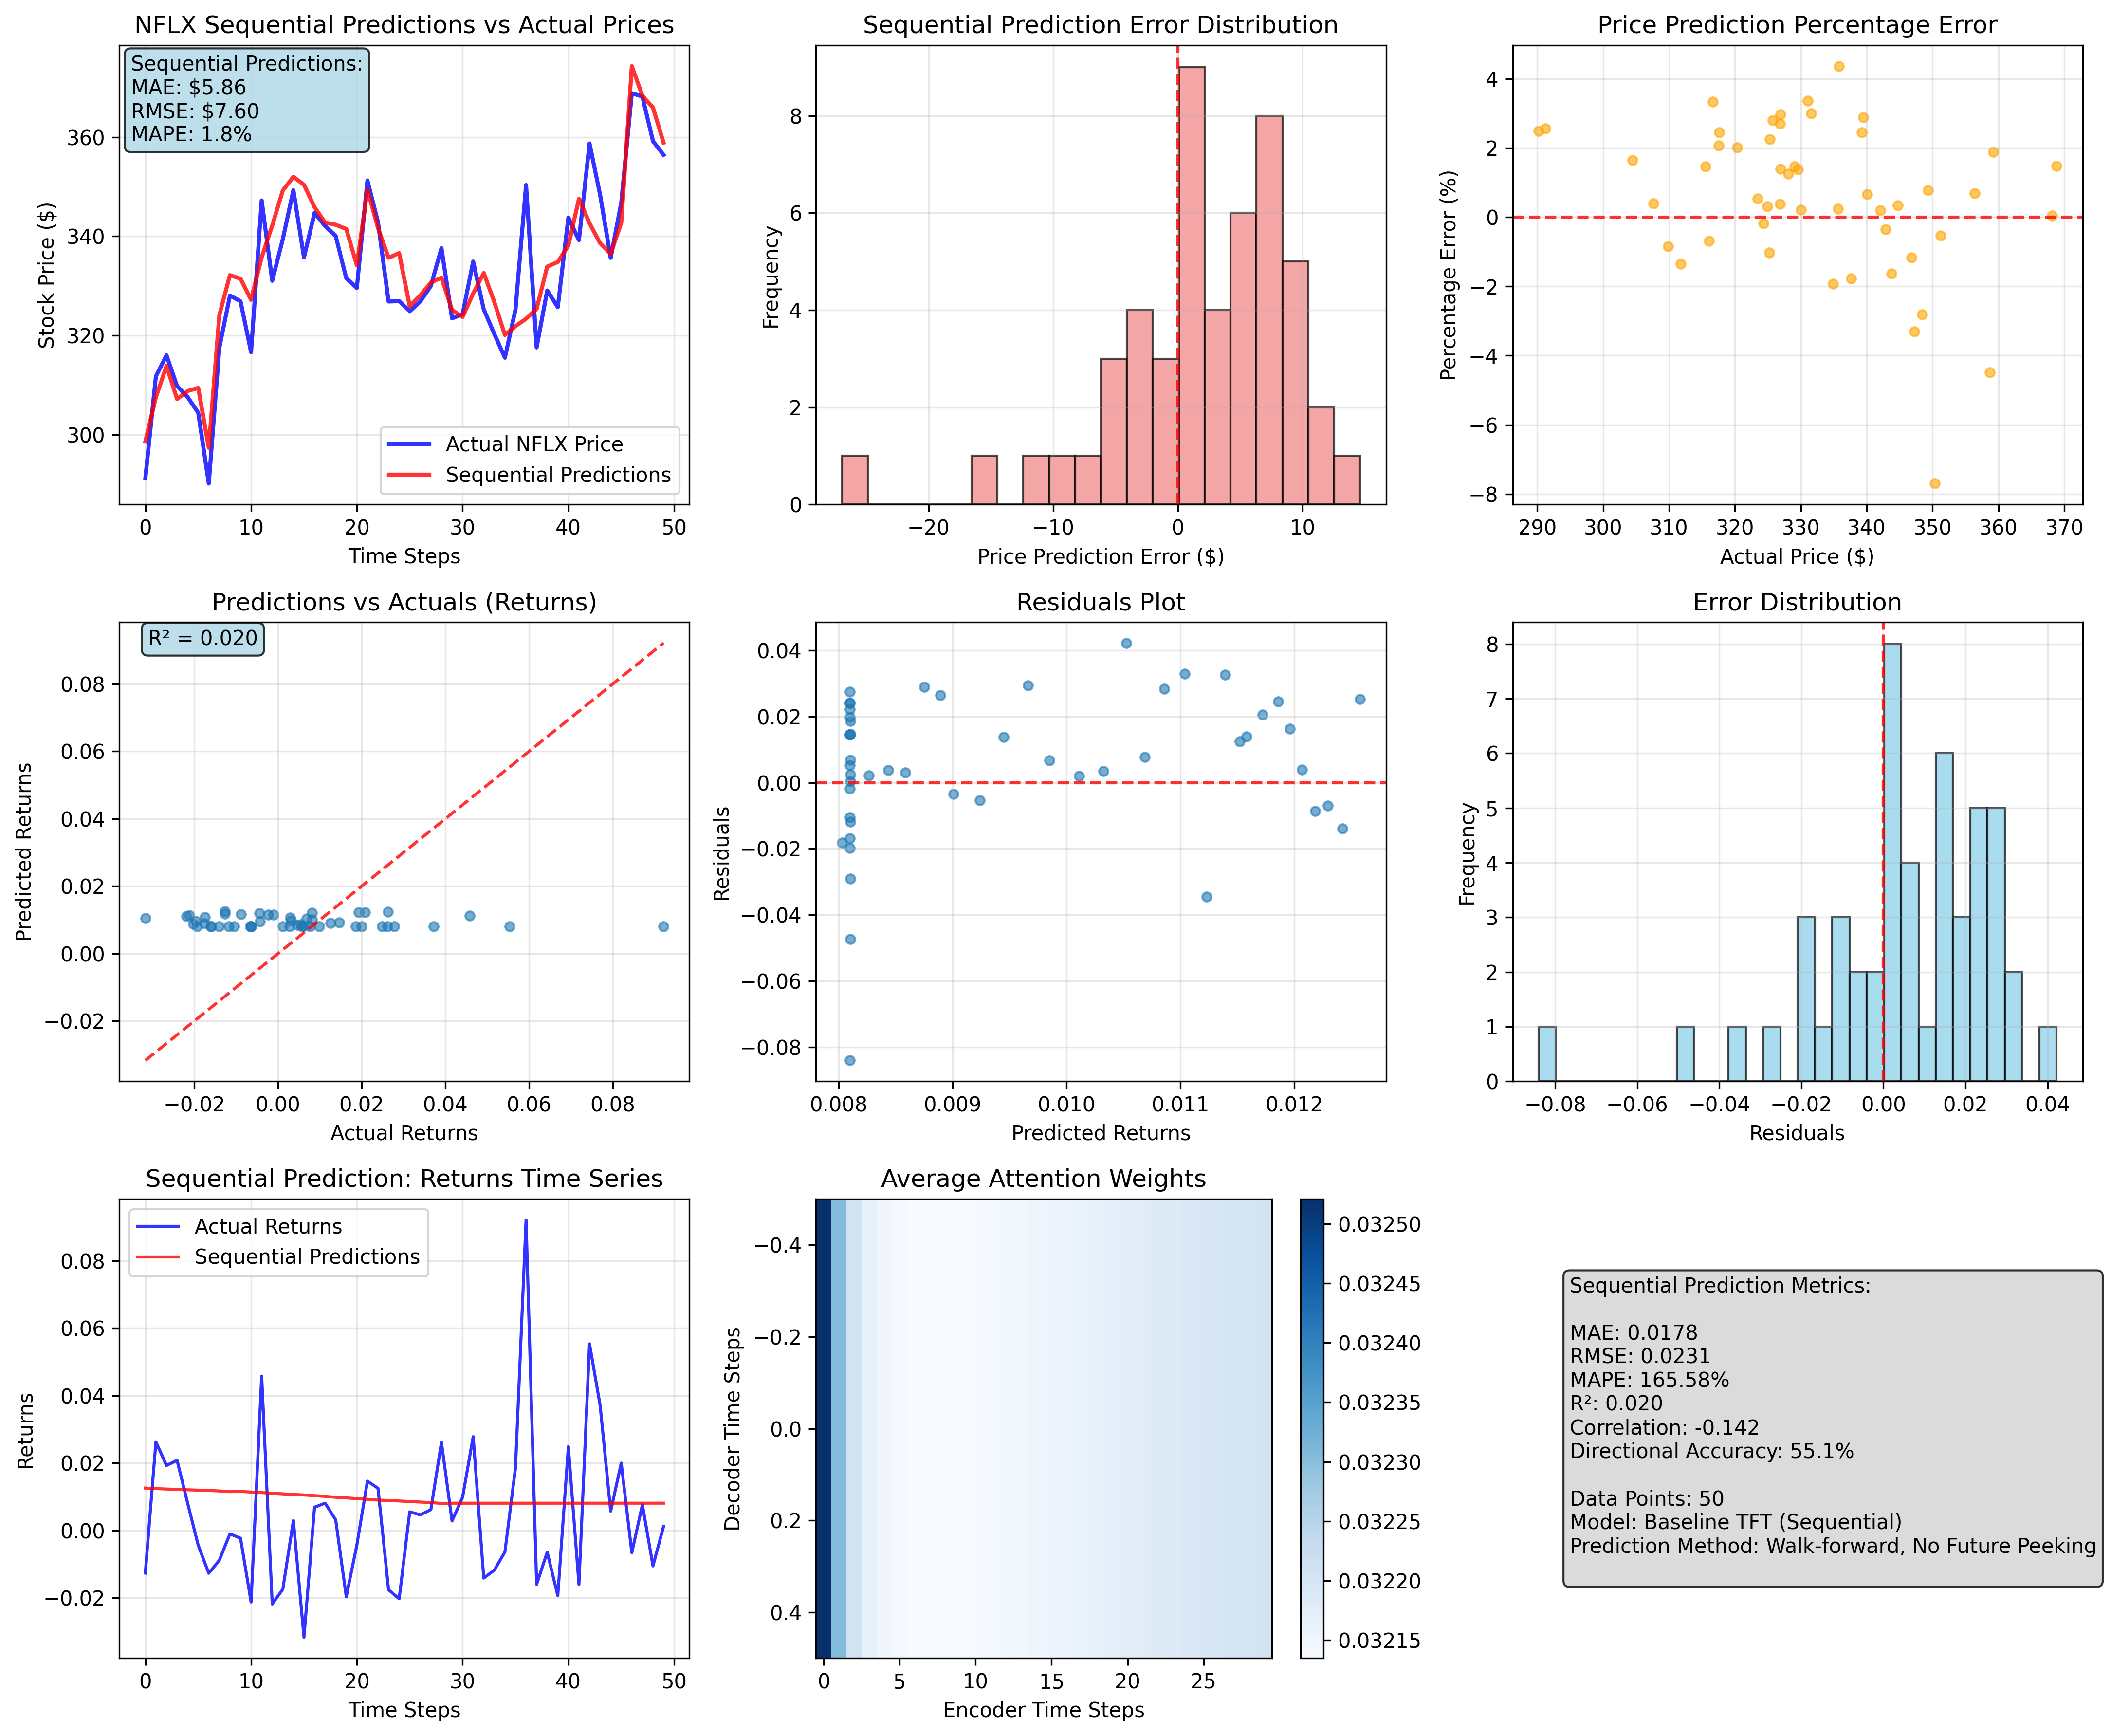 NFLX Sequential Predictions vs Actual Prices
Sequential Predictions:
MAE: $5.86
RMSE: $7.60
MAPE: 1.8%
Stock Price ($)
360
340
320
300
Actual NFLX Price
Sequential Predictions
0 10 20 30 40 50
Time Steps
Sequential Prediction Error Distribution
Frequency
8
6
4
2
0
−20 −10 0 10
Price Prediction Error ($)
Price Prediction Percentage Error
Percentage Error (%)
4
2
0
−2
−4
−6
−8
290 300 310 320 330 340 350 360 370
Actual Price ($)
Predictions vs Actuals (Returns)
R² = 0.020
Predicted Returns
0.08
0.06
0.04
0.02
0.00
−0.02
−0.02 0.00 0.02 0.04 0.06 0.08
Actual Returns
Residuals Plot
Residuals
0.04
0.02
0.00
−0.02
−0.04
−0.06
−0.08
0.008 0.009 0.010 0.011 0.012
Predicted Returns
Error Distribution
Frequency
8
7
6
5
4
3
2
1
0
−0.08 −0.06 −0.04 −0.02 0.00 0.02 0.04
Residuals
Sequential Prediction: Returns Time Series
Actual Returns
Sequential Predictions
Returns
0.08
0.06
0.04
0.02
0.00
−0.02
0 10 20 30 40 50
Time Steps
Average Attention Weights
Decoder Time Steps
−0.4
−0.2
0.0
0.2
0.4
0 5 10 15 20 25
Encoder Time Steps
0.03250
0.03245
0.03240
0.03235
0.03230
0.03225
0.03220
0.03215
Sequential Prediction Metrics:
MAE: 0.0178
RMSE: 0.0231
MAPE: 165.58%
R²: 0.020
Correlation: -0.142
Directional Accuracy: 55.1%
Data Points: 50
Model: Baseline TFT (Sequential)
Prediction Method: Walk-forward, No Future Peeking